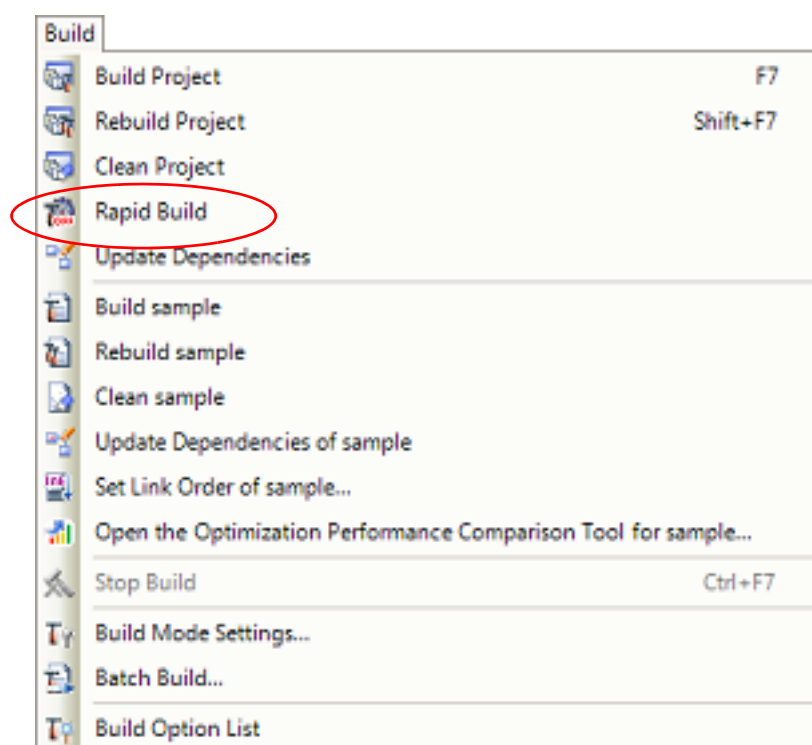 Build
Build Project F7
Rebuild Project Shift+F7
Clean Project
Rapid Build
Update Dependencies
Build sample
Rebuild sample
Clean sample
Update Dependencies of sample
Set Link Order of sample...
Open the Optimization Performance Comparison Tool for sample...
Stop Build Ctrl+F7
Build Mode Settings...
Batch Build...
Build Option List